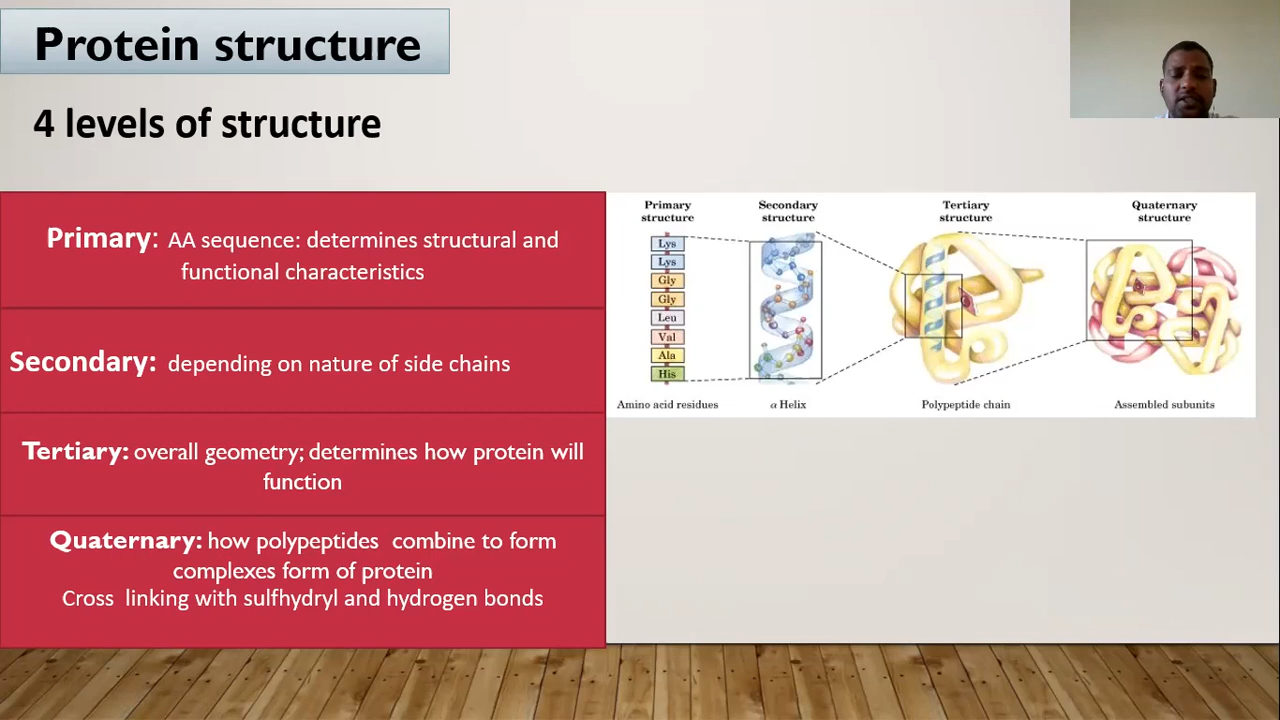 Protein structure
4 levels of structure
Primary: AA sequence: determines structural and
functional characteristics
Secondary: depending on nature of side chains
Tertiary: overall geometry; determines how protein will
function
Quaternary: how polypeptides combine to form
complexes form of protein
Cross linking with sulfhydryl and hydrogen bonds
Primary
structure
Lys
Lys
Gly
Gly
Leu
Val
Ala
His
Amino acid residues
Secondary
structure
α Helix
Tertiary
structure
Polypeptide chain
Quaternary
structure
Assembled subunits